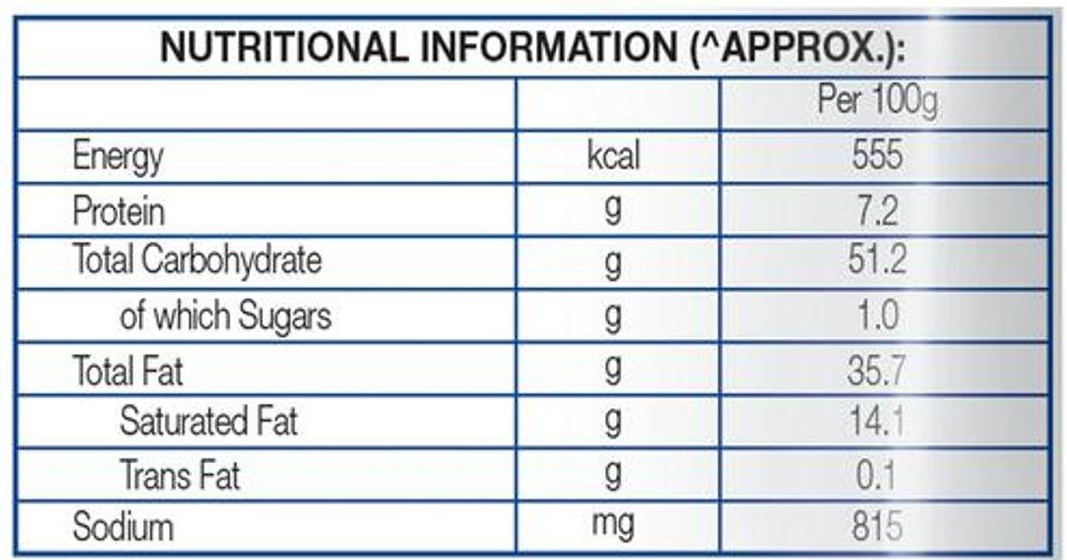 NUTRITIONAL INFORMATION (^APPROX.):
Per 100g
Energy kcal 555
Protein g 7.2
Total Carbohydrate g 51.2
of which Sugars g 1.0
Total Fat g 35.7
Saturated Fat g 14.1
Trans Fat g 0.1
Sodium mg 815